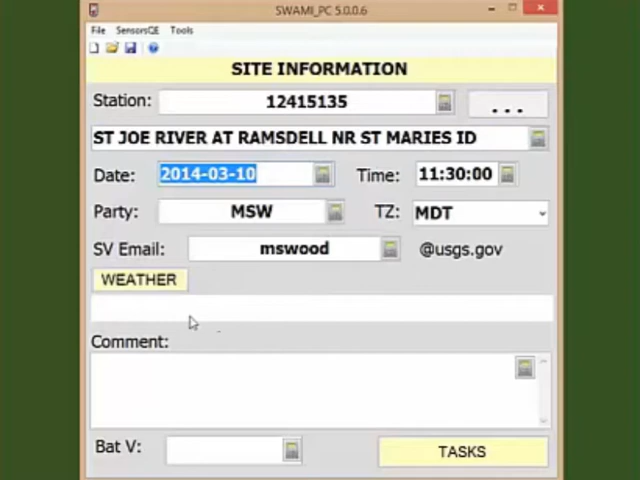 SWAMI_PC 5.0.0.6
File SensorsQE Tools
SITE INFORMATION
Station: 12415135 ...
ST JOE RIVER AT RAMSDELL NR ST MARIES ID
Date: 2014-03-10 Time: 11:30:00
Party: MSW TZ: MDT
SV Email: mswood @usgs.gov
WEATHER
Comment:
Bat V: TASKS